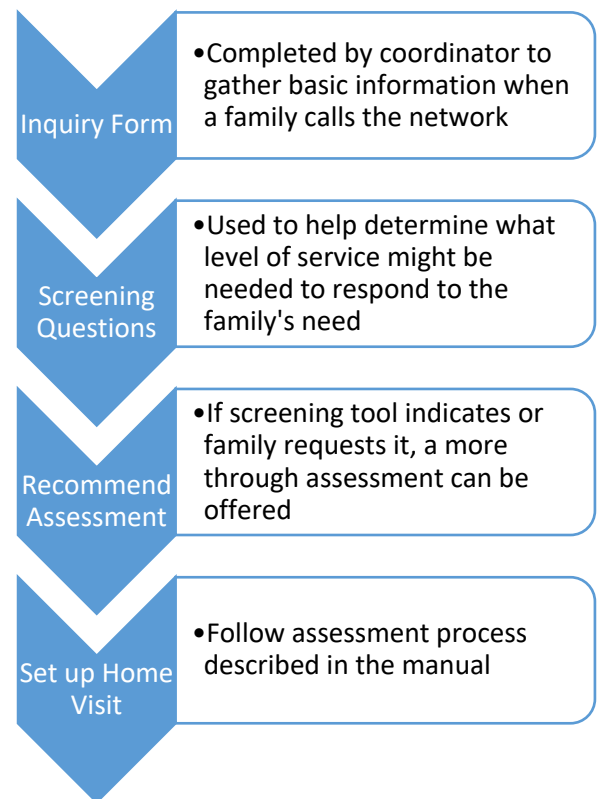 Inquiry Form
•Completed by coordinator to
gather basic information when
a family calls the network
Screening
Questions
•Used to help determine what
level of service might be
needed to respond to the
family's need
Recommend
Assessment
•If screening tool indicates or
family requests it, a more
through assessment can be
offered
Set up Home
Visit
•Follow assessment process
described in the manual